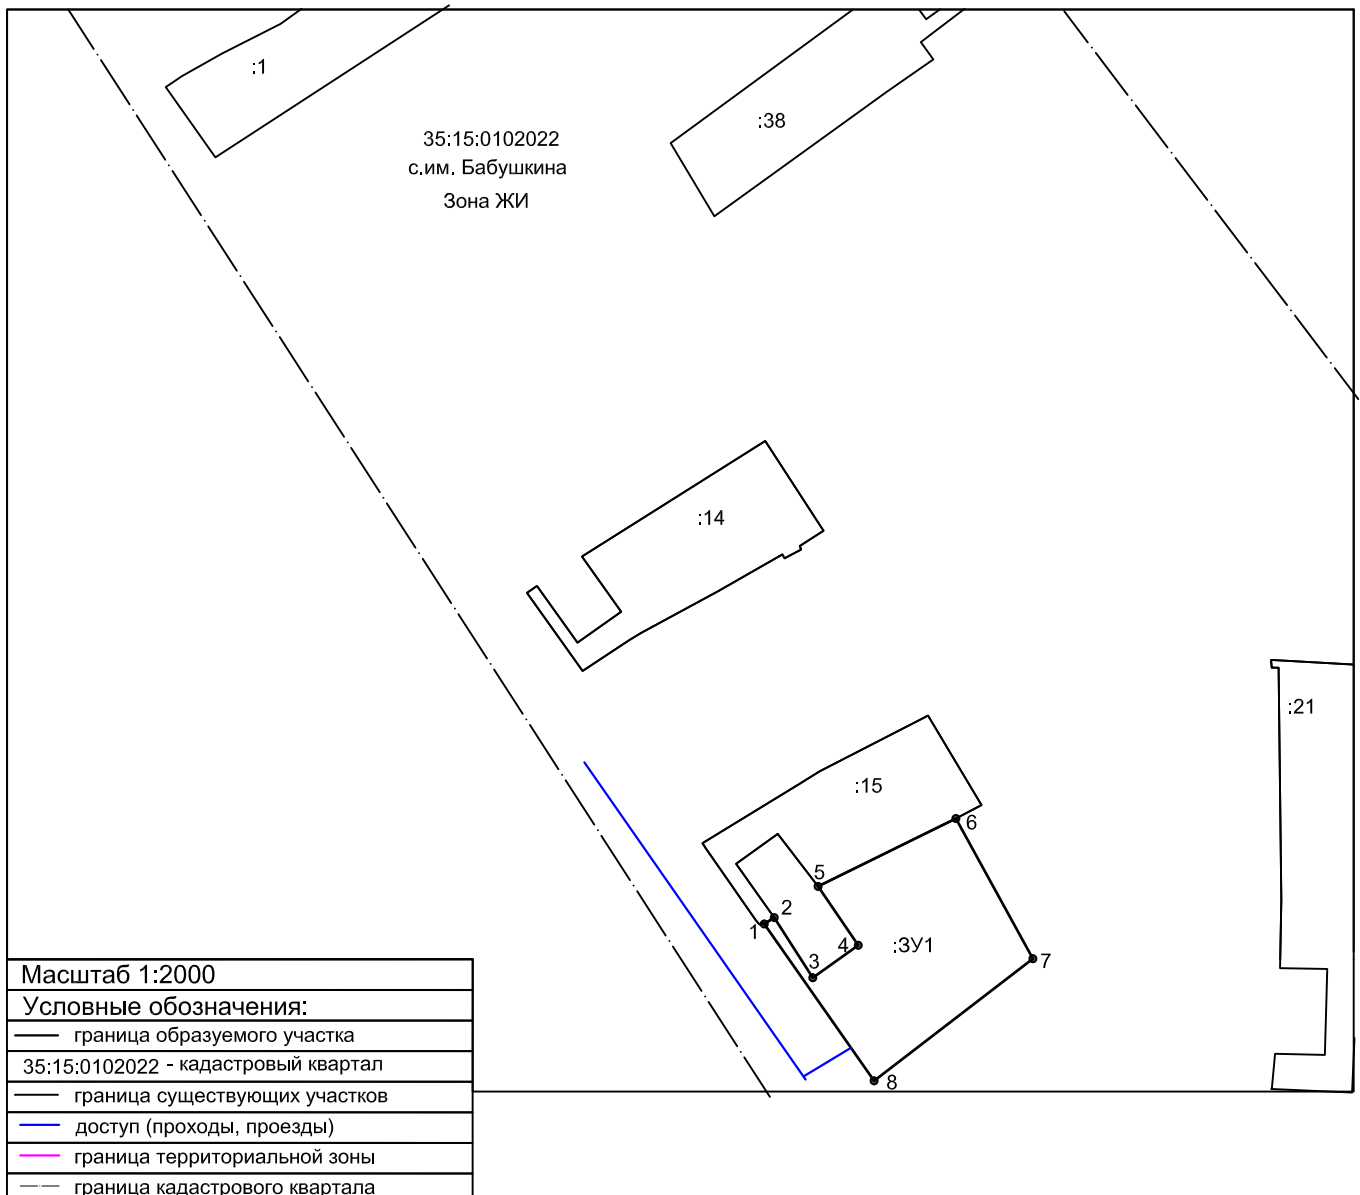 :1
:38
35:15:0102022
с.им. Бабушкина
Зона ЖИ
:14
:21
:15
6
5
2
1
4
:ЗУ1
3
7
8
Масштаб 1:2000
Условные обозначения:
граница образуемого участка
35:15:0102022 - кадастровый квартал
граница существующих участков
доступ (проходы, проезды)
граница территориальной зоны
граница кадастрового квартала